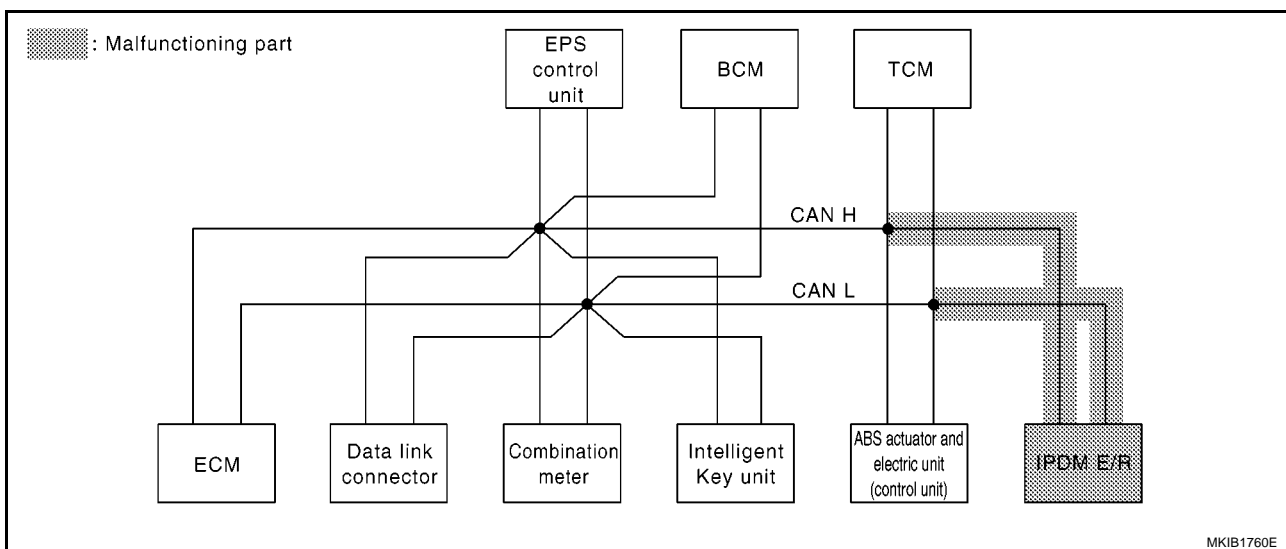 : Malfunctioning part
EPS
control
unit
BCM
TCM
CAN H
CAN L
ECM
Data link
connector
Combination
meter
Intelligent
Key unit
ABS actuator and
electric unit
(control unit)
IPDM E/R
MKIB1760E